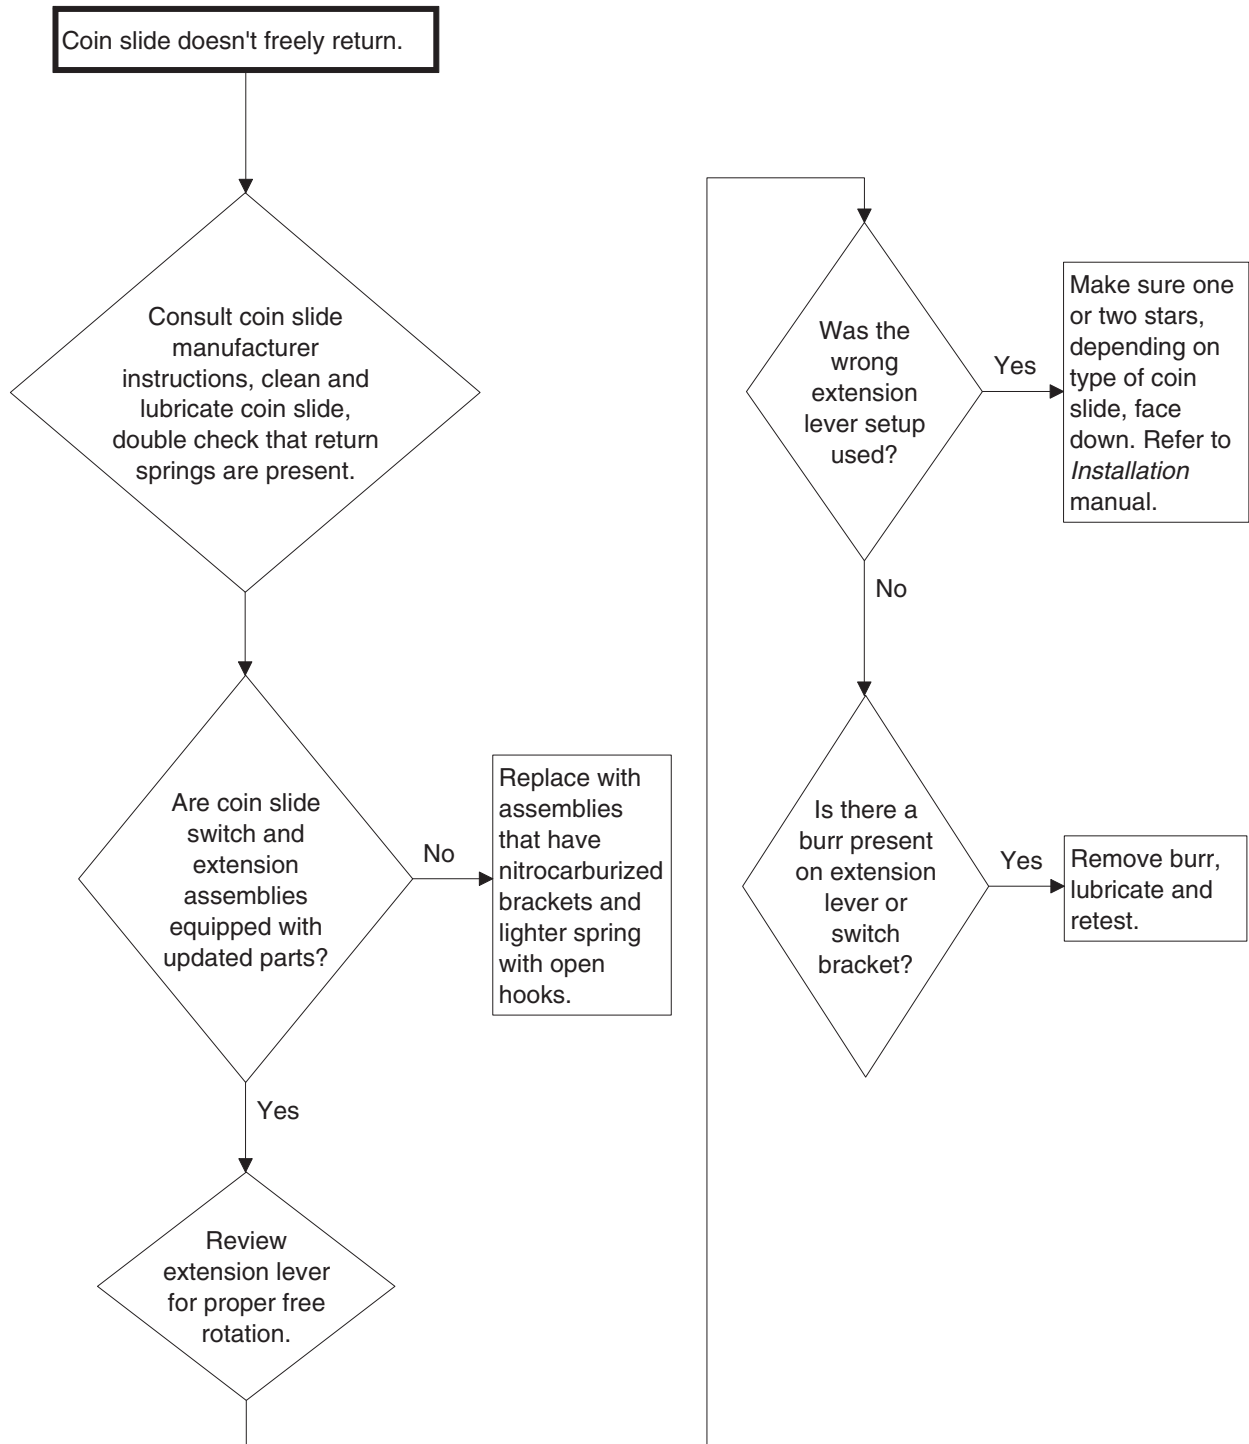 Coin slide doesn't freely return.
Consult coin slide
manufacturer
instructions, clean and
lubricate coin slide,
double check that return
springs are present.
Are coin slide
switch and
extension
assemblies
equipped with
updated parts?
No
Replace with
assemblies
that have
nitrocarburized
brackets and
lighter spring
with open
hooks.
Yes
Review
extension lever
for proper free
rotation.
Was the
wrong
extension
lever setup
used?
Yes
Make sure one
or two stars,
depending on
type of coin
slide, face
down. Refer to
Installation
manual.
No
Is there a
burr present
on extension
lever or
switch
bracket?
Yes
Remove burr,
lubricate and
retest.